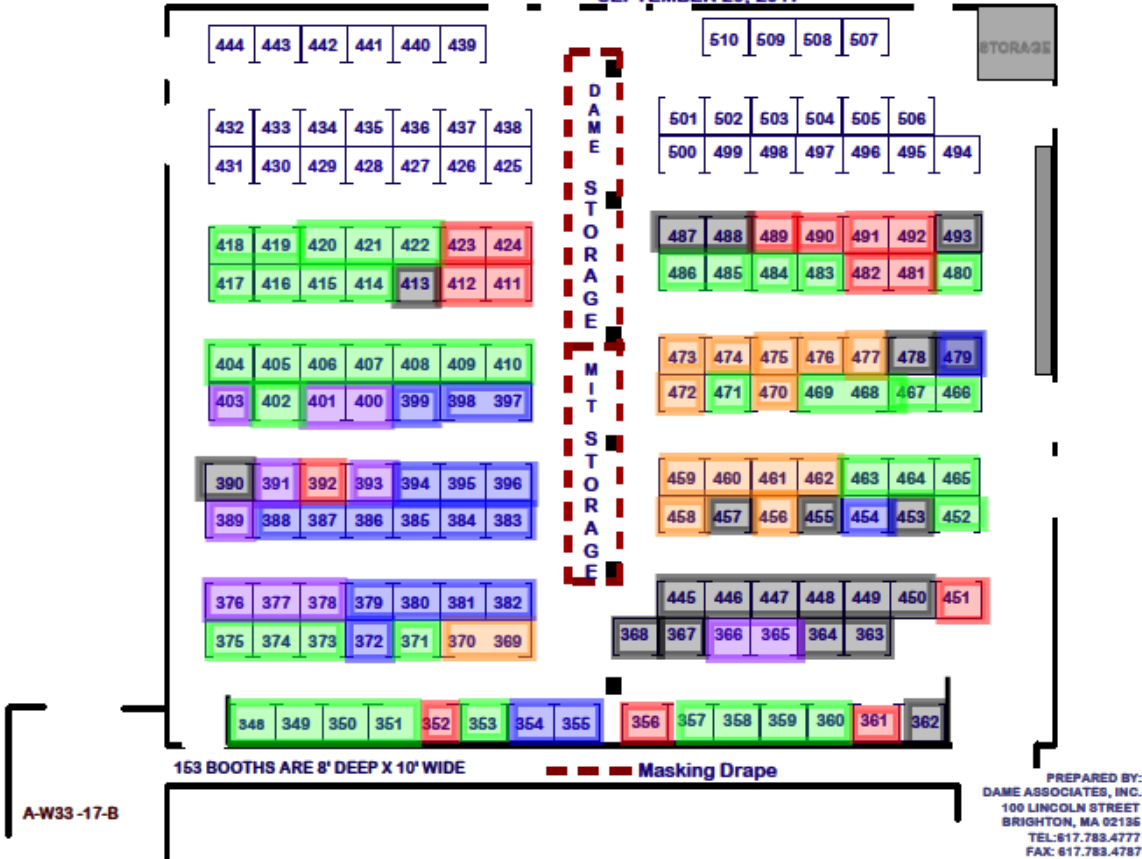 444 443 442 441 440 439
510 509 508 507
STORAGE
432 433 434 435 436 437 438
431 430 429 428 427 426 425
501 502 503 504 505 506
500 499 498 497 496 495 494
DAME STORAGE
418 419 420 421 422 423 424
417 416 415 414 413 412 411
487 488 489 490 491 492 493
486 485 484 483 482 481 480
404 405 406 407 408 409 410
403 402 401 400 399 398 397
473 474 475 476 477 478 479
472 471 470 469 468 467 466
MIT STORAGE
390 391 392 393 394 395 396
389 388 387 386 385 384 383
459 460 461 462 463 464 465
458 457 456 455 454 453 452
376 377 378 379 380 381 382
375 374 373 372 371 370 369
445 446 447 448 449 450 451
368 367 366 365 364 363
348 349 350 351 352 353 354 355 356 357 358 359 360 361 362
153 BOOTHS ARE 8' DEEP X 10' WIDE
Masking Drape
A-W33 -17-B
PREPARED BY:
DAME ASSOCIATES, INC.
100 LINCOLN STREET
BRIGHTON, MA 02135
TEL:617.783.4777
FAX: 617.783.4787